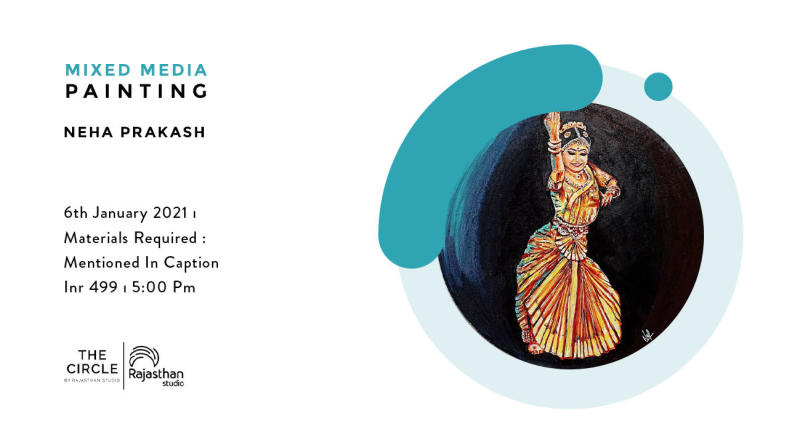 MIXED MEDIA
PAINTING
NEHA PRAKASH
6th January 2021 ı
Materials Required :
Mentioned In Caption
Inr 499 ı 5:00 Pm
THE
CIRCLE
BY RAJASTHAN STUDIO
Rajasthan
studio